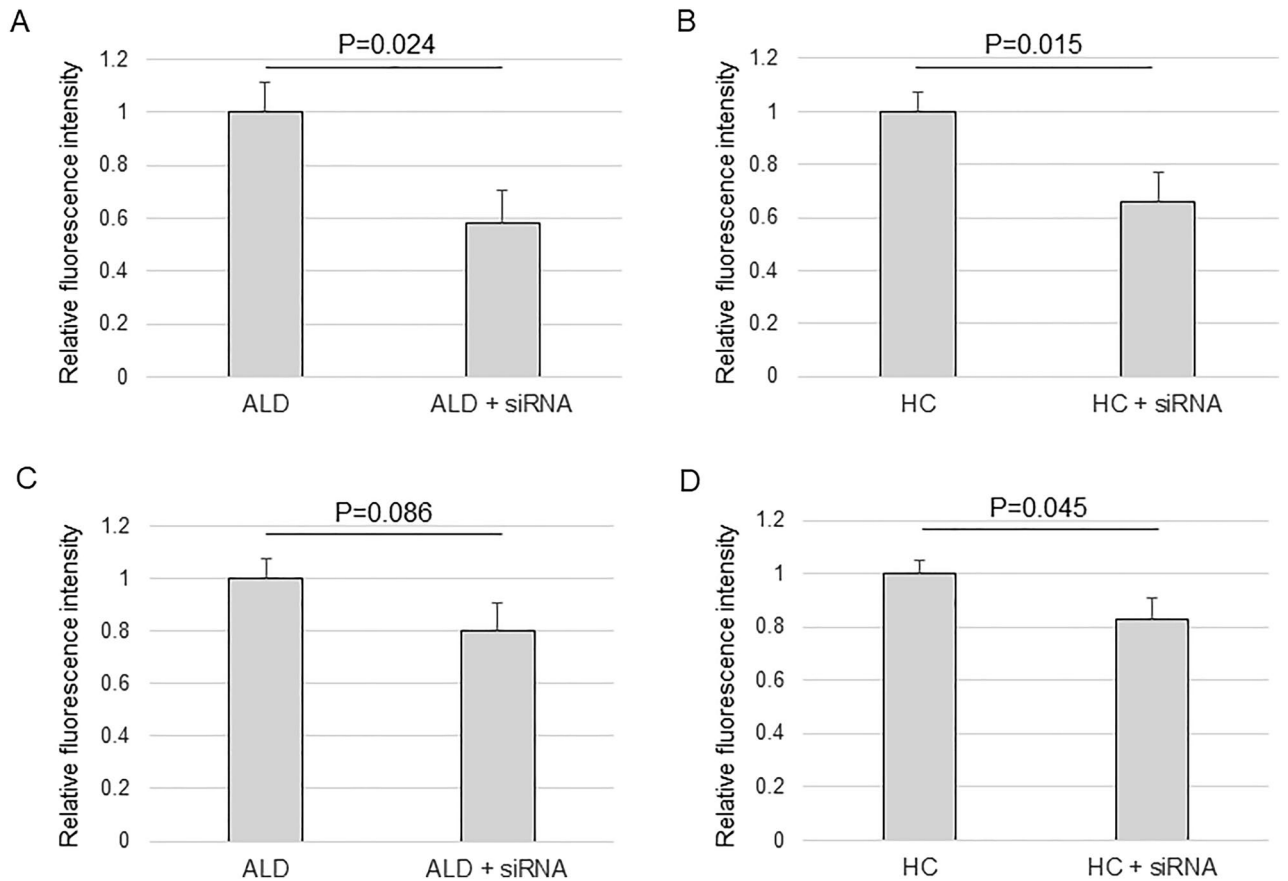 A
P=0.024
Relative fluorescence intensity
1.2
1
0.8
0.6
0.4
0.2
0
ALD
ALD + siRNA
B
P=0.015
Relative fluorescence intensity
1.2
1
0.8
0.6
0.4
0.2
0
HC
HC + siRNA
C
P=0.086
Relative fluorescence intensity
1.2
1
0.8
0.6
0.4
0.2
0
ALD
ALD + siRNA
D
P=0.045
Relative fluorescence intensity
1.2
1
0.8
0.6
0.4
0.2
0
HC
HC + siRNA